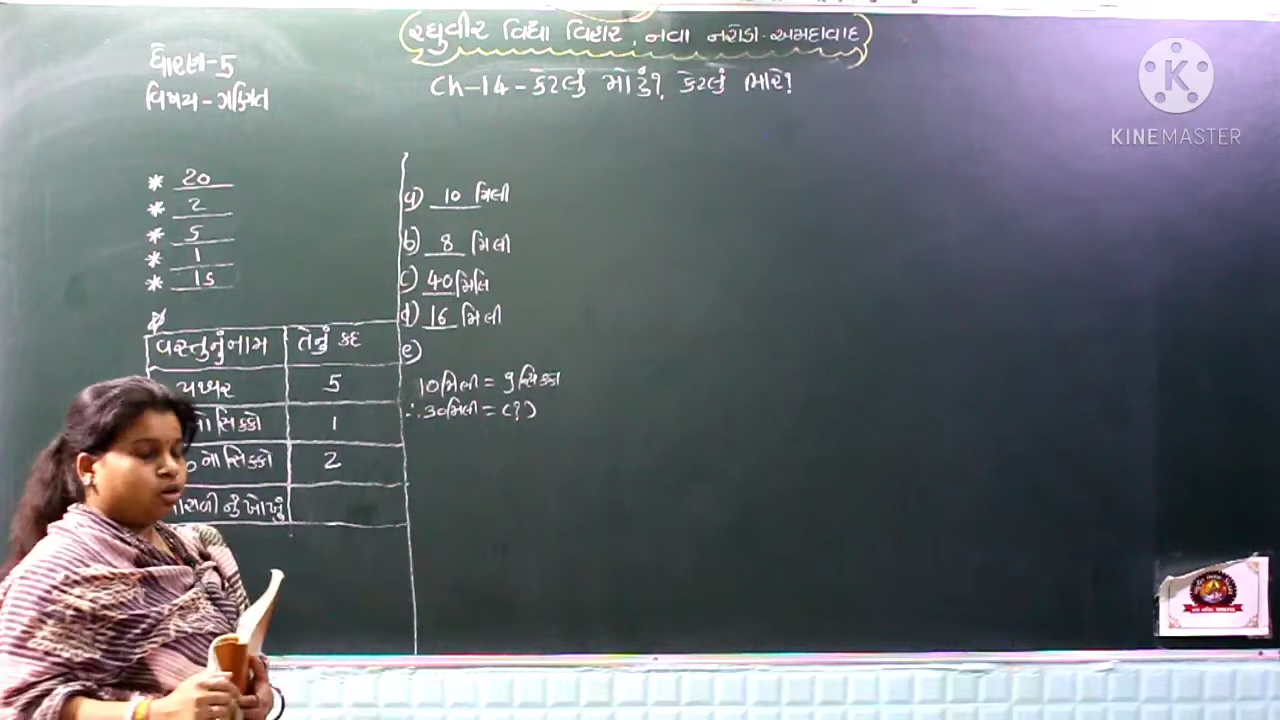 રઘુવીર વિદ્યા વિહાર, નવા નરોડા-અમદાવાદ
ધોરણ-5
વિષય-ગણિત
Ch-14-કેટલું મોટું?, કેટલું ભારે?
* 20
* 2
* 5
* 1
* 15
વસ્તુનું નામ તેનું કદ
પથ્થર 5
સિક્કો 1
નો સિક્કો 2
નું ખોખું
a) 10 મિલી
b) 8 મિલી
c) 40 મિલિ
d) 16 મિલી
e)
10 મિલી = 9 સિક્કા
∴ 30 મિલી = (?)
K
KINEMASTER